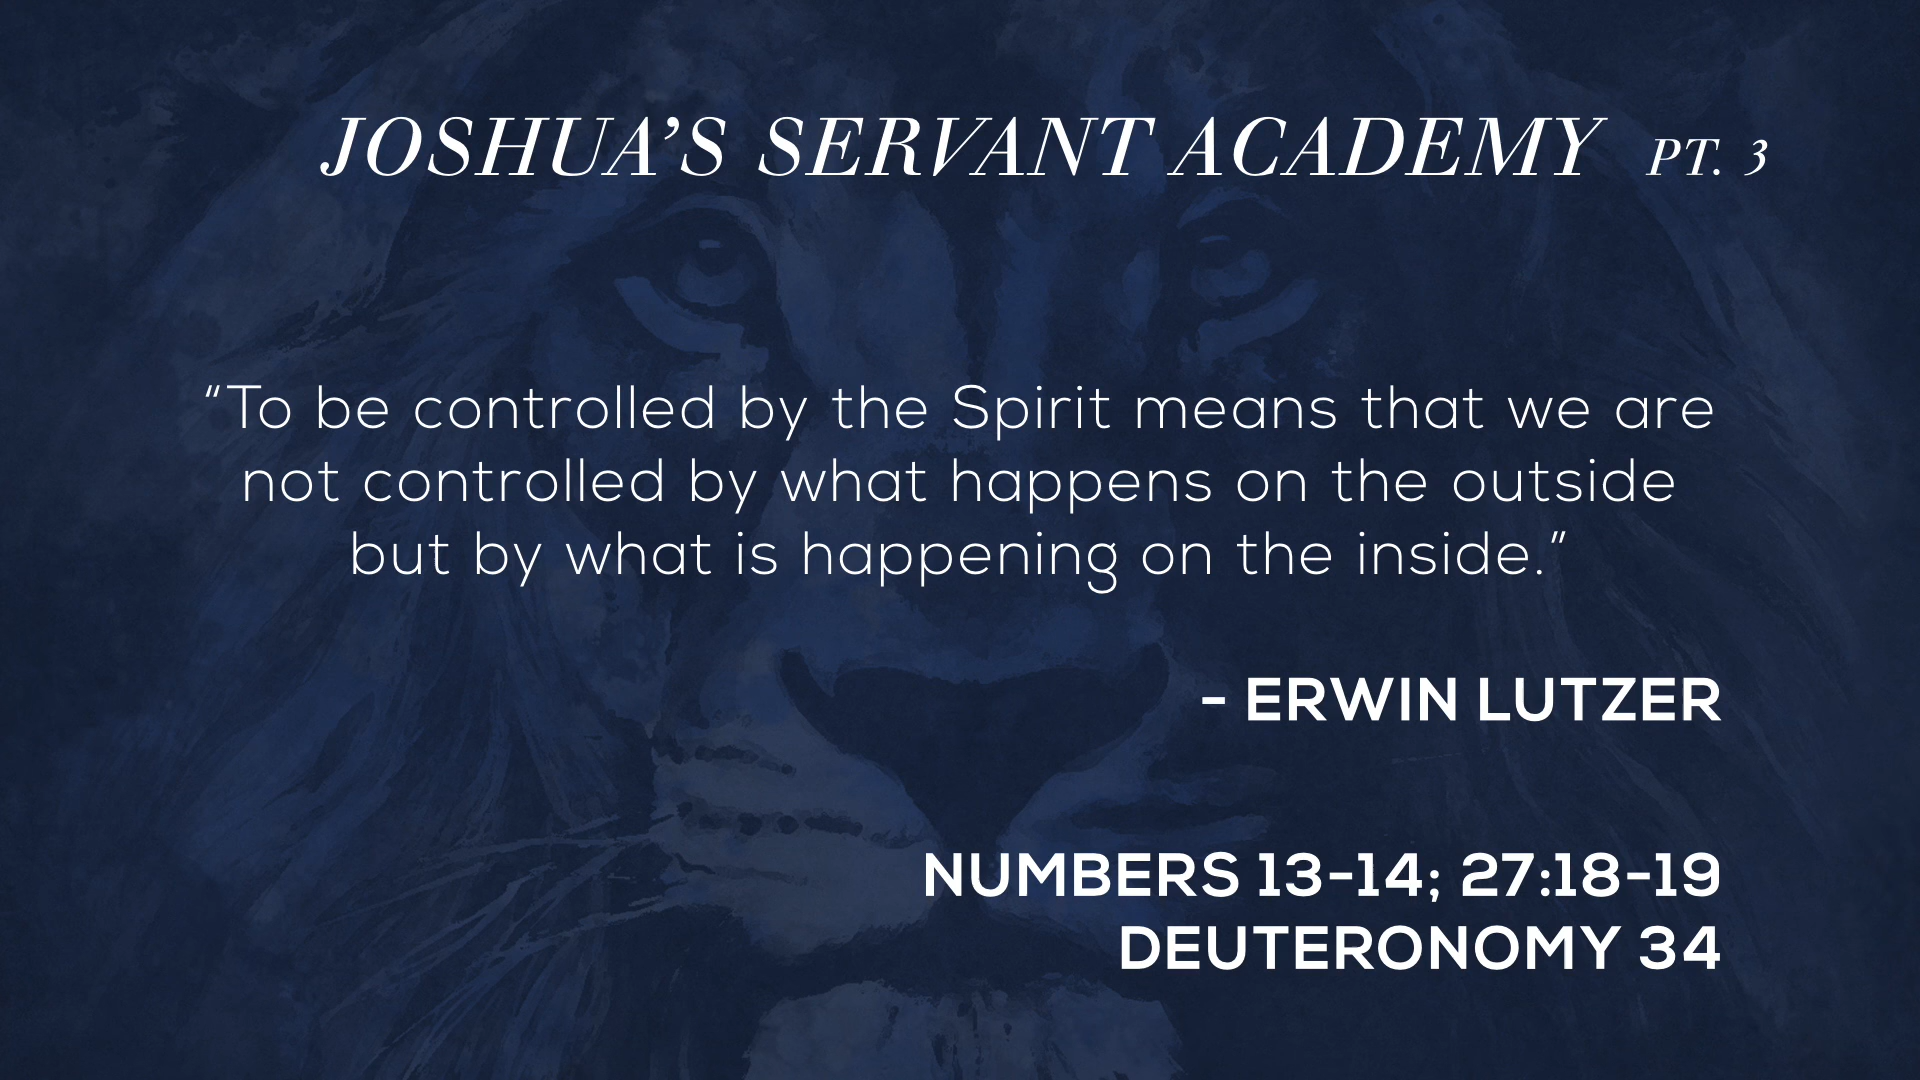 JOSHUA’S SERVANT ACADEMY PT. 3
“To be controlled by the Spirit means that we are
not controlled by what happens on the outside
but by what is happening on the inside.”
- ERWIN LUTZER
NUMBERS 13-14; 27:18-19
DEUTERONOMY 34